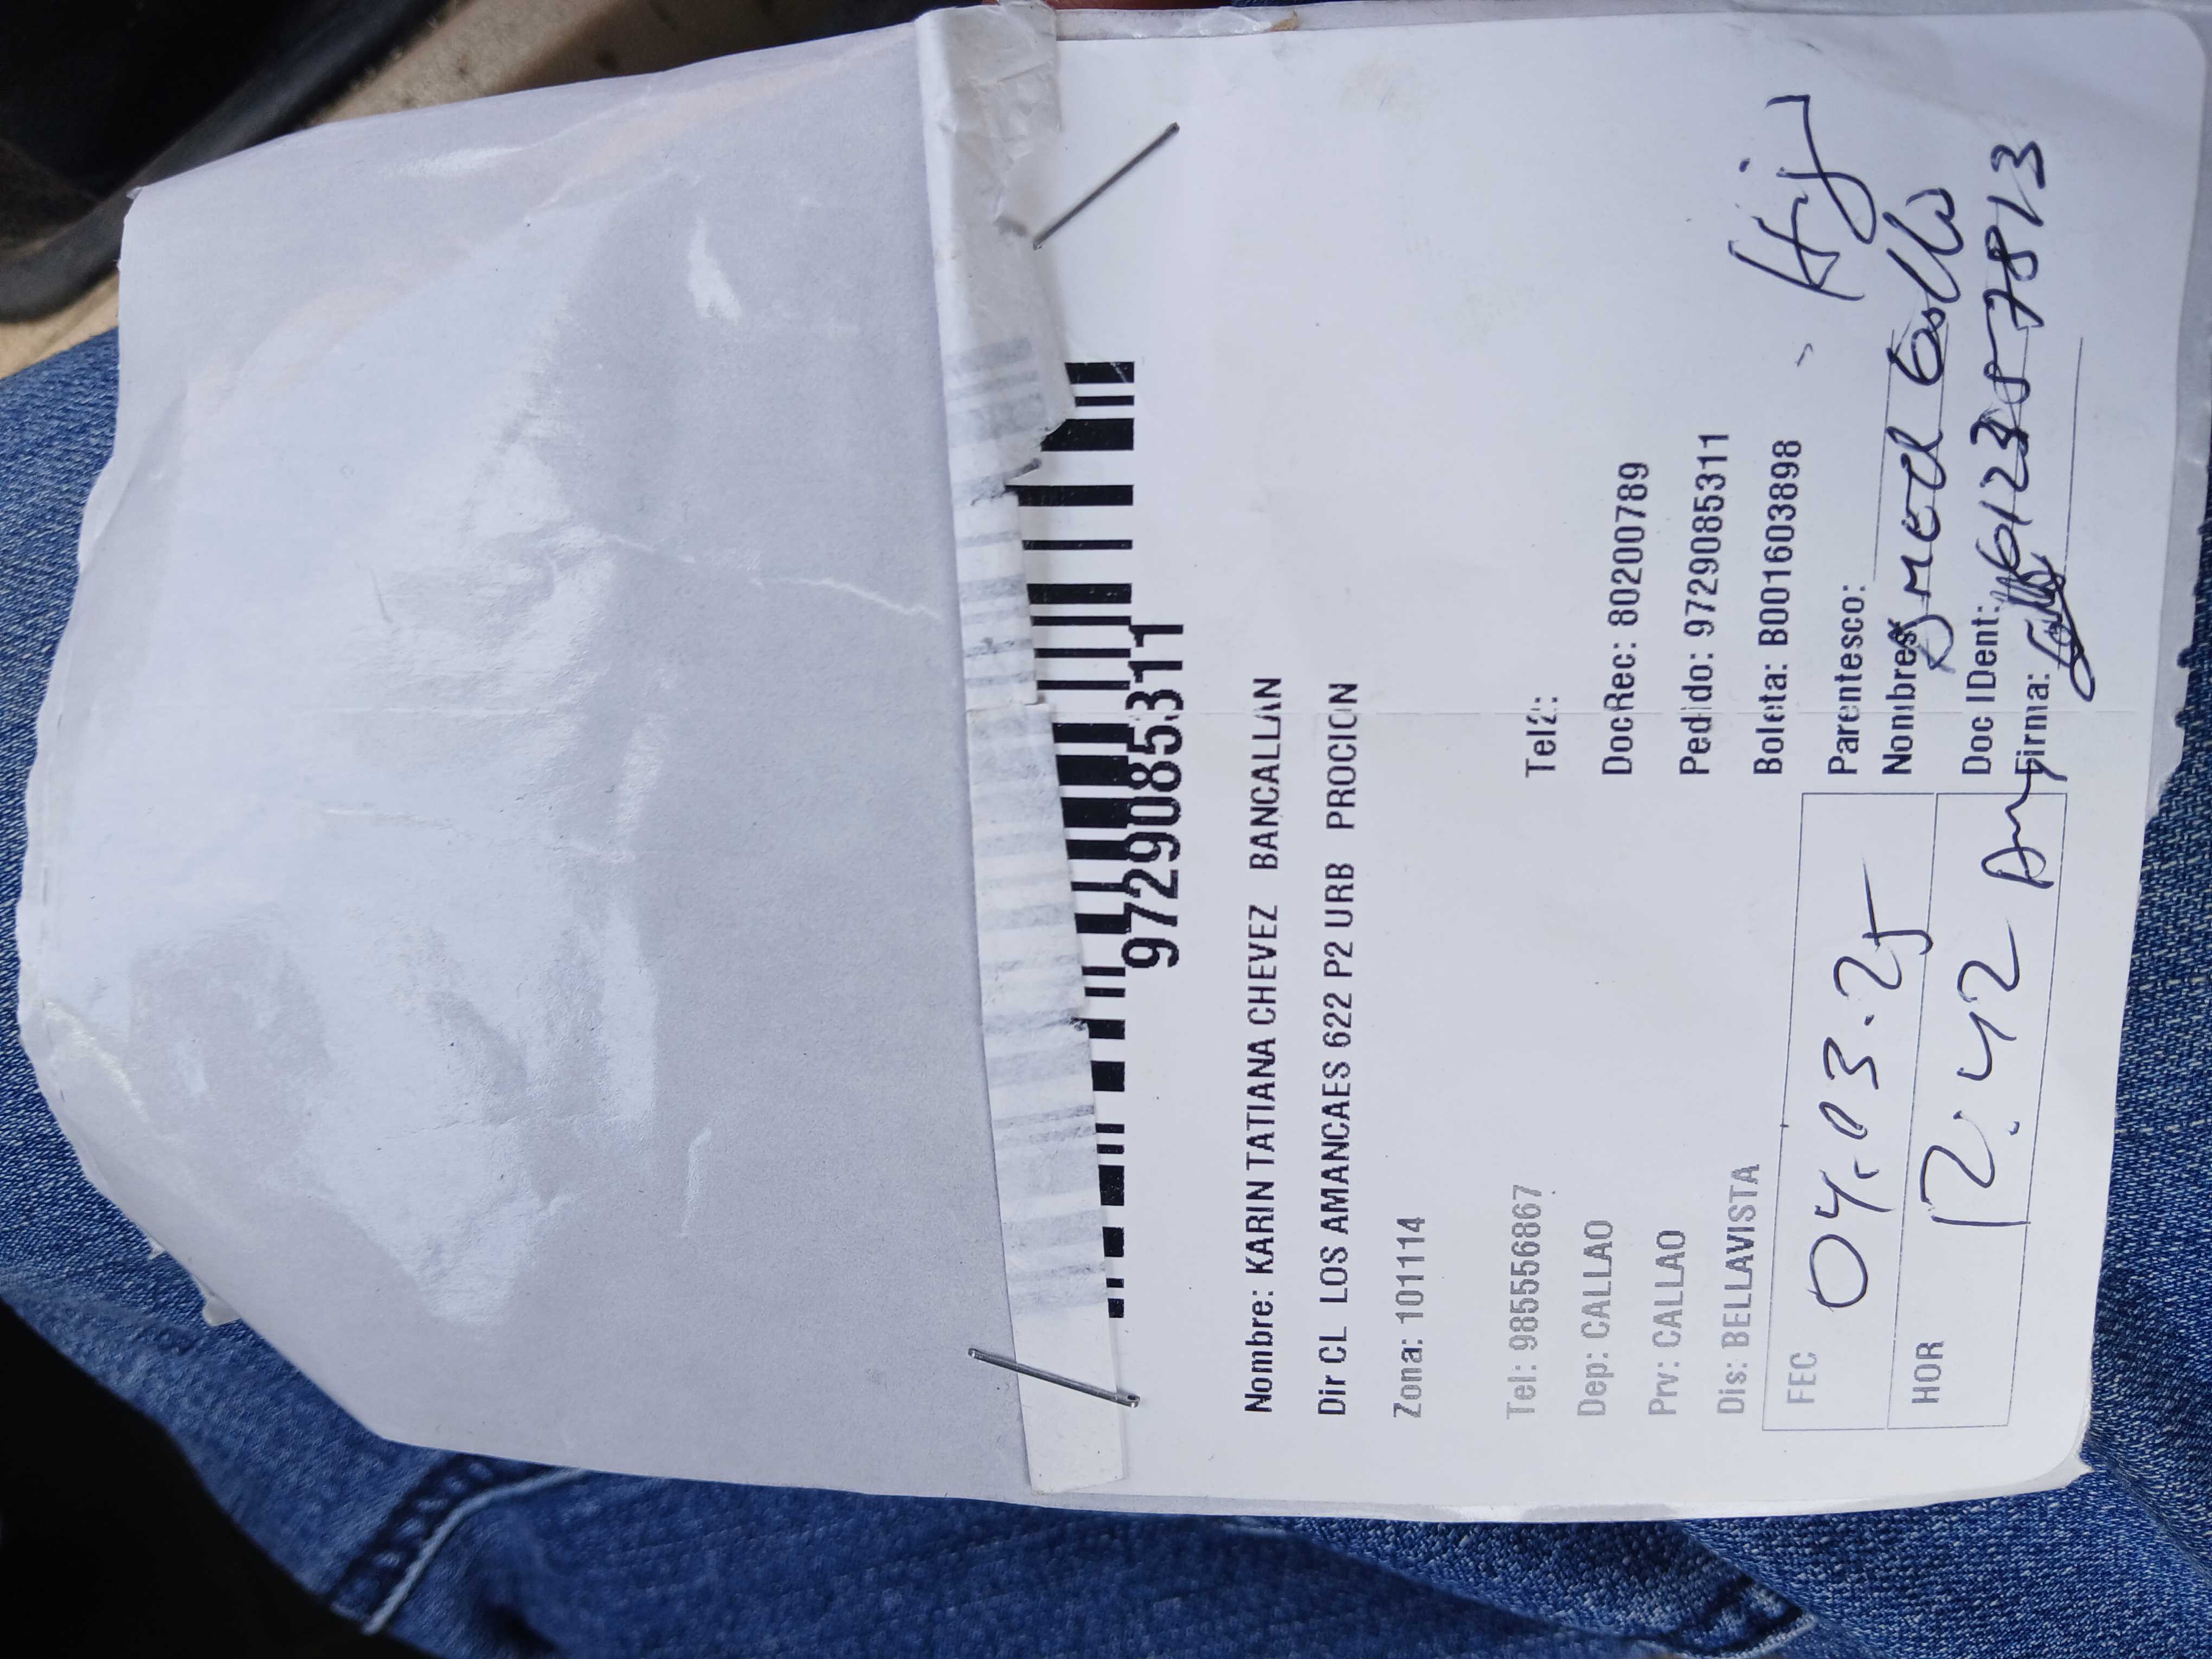 9729085311
Nombre: KARIN TATIANA CHEVEZ BANCALLAN
Dir CL LOS AMANCAES 622 P2 URB PROCION
Zona: 101114
Tel: 985556867 Tel2:
Dep: CALLAO DocRec: 80200789
Prv: CALLAO Pedido: 9729085311
Dis: BELLAVISTA Boleta: B001603898
FEC 04.03.25 Parentesco:
Nombres
HOR 12:42 Doc IDent:
Firma: